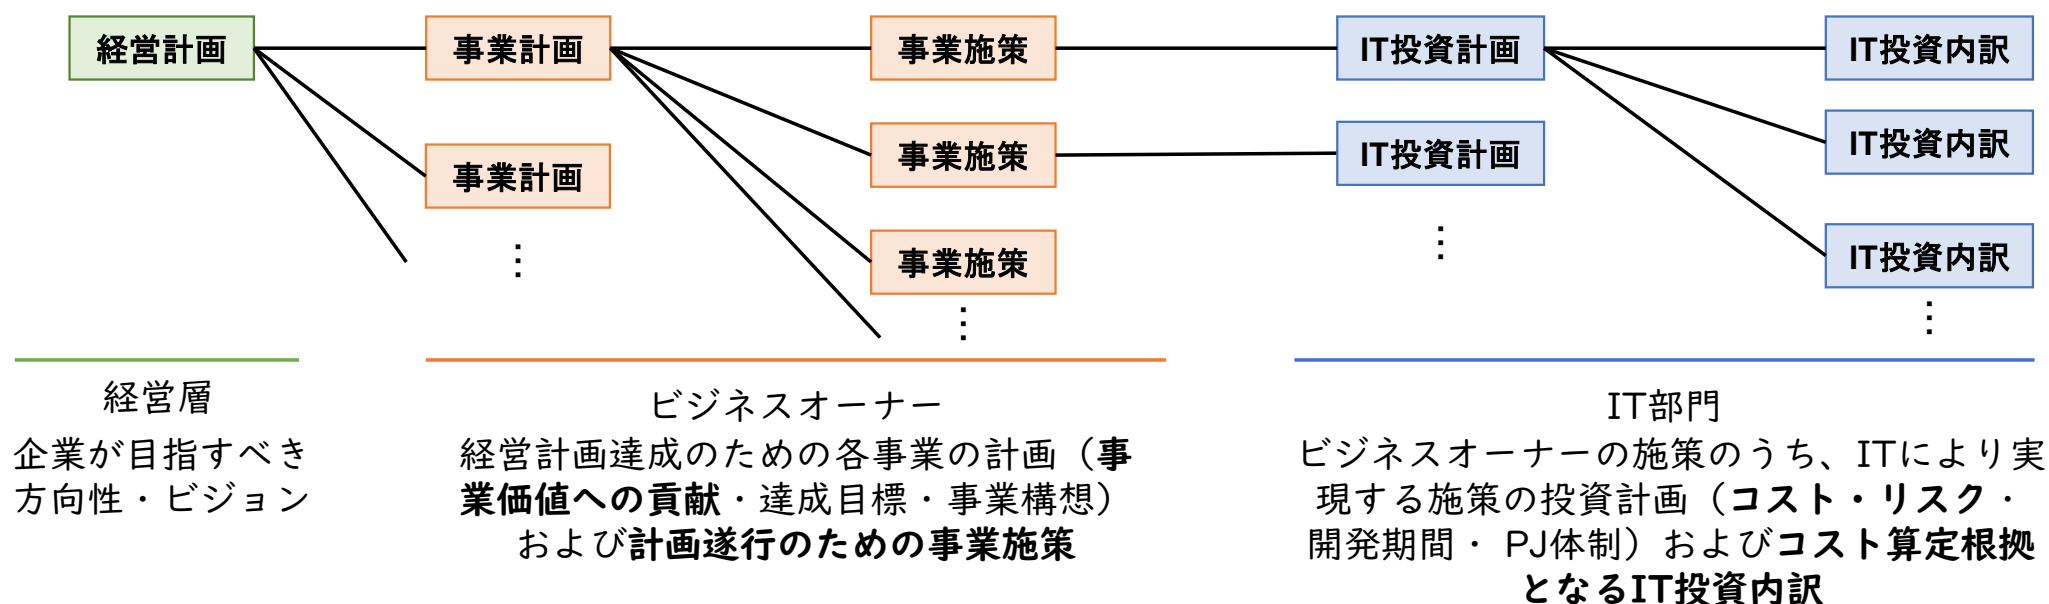 経営計画
事業計画
事業施策
IT投資計画
IT投資内訳
事業計画
事業施策
IT投資計画
IT投資内訳
事業施策
IT投資内訳
⋮
⋮
⋮
⋮
経営層
企業が目指すべき
方向性・ビジョン
ビジネスオーナー
経営計画達成のための各事業の計画（事
業価値への貢献・達成目標・事業構想）
および計画遂行のための事業施策
IT部門
ビジネスオーナーの施策のうち、ITにより実
現する施策の投資計画（コスト・リスク・
開発期間・ PJ体制）およびコスト算定根拠
となるIT投資内訳